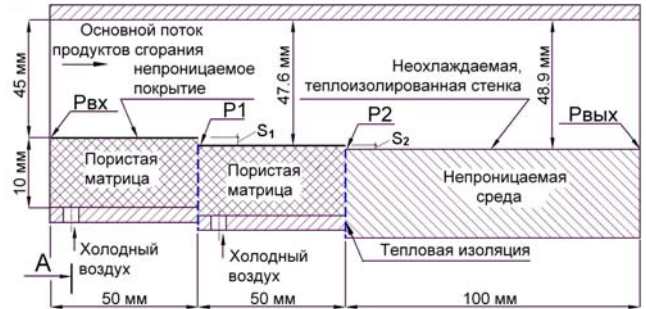 Основной поток
продуктов сгорания
непроницаемое
покрытие
45 мм
47.6 мм
48.9 мм
Неохлаждаемая,
теплоизолированная стенка
Рвх
Р1
S₁
Р2
S₂
Рвых
10 мм
Пористая
матрица
Пористая
матрица
Непроницаемая
среда
Холодный
воздух
Холодный
воздух
Тепловая изоляция
А
50 мм
50 мм
100 мм